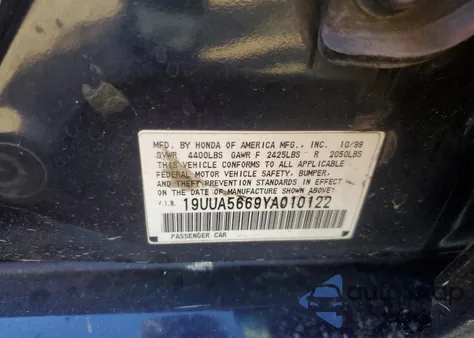 MFD. BY HONDA OF AMERICA MFG., INC. 10/99
GVWR 4400LBS GAWR F 2425LBS R 2050LBS
THIS VEHICLE CONFORMS TO ALL APPLICABLE
FEDERAL MOTOR VEHICLE SAFETY, BUMPER,
AND THEFT PREVENTION STANDARDS IN EFFECT
ON THE DATE OF MANUFACTURE SHOWN ABOVE.
V.I.N. 19UUA5669YA010122
PASSENGER CAR